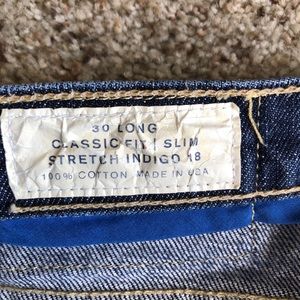 30 LONG
CLASSIC FIT | SLIM
STRETCH INDIGO 18
100% COTTON MADE IN USA